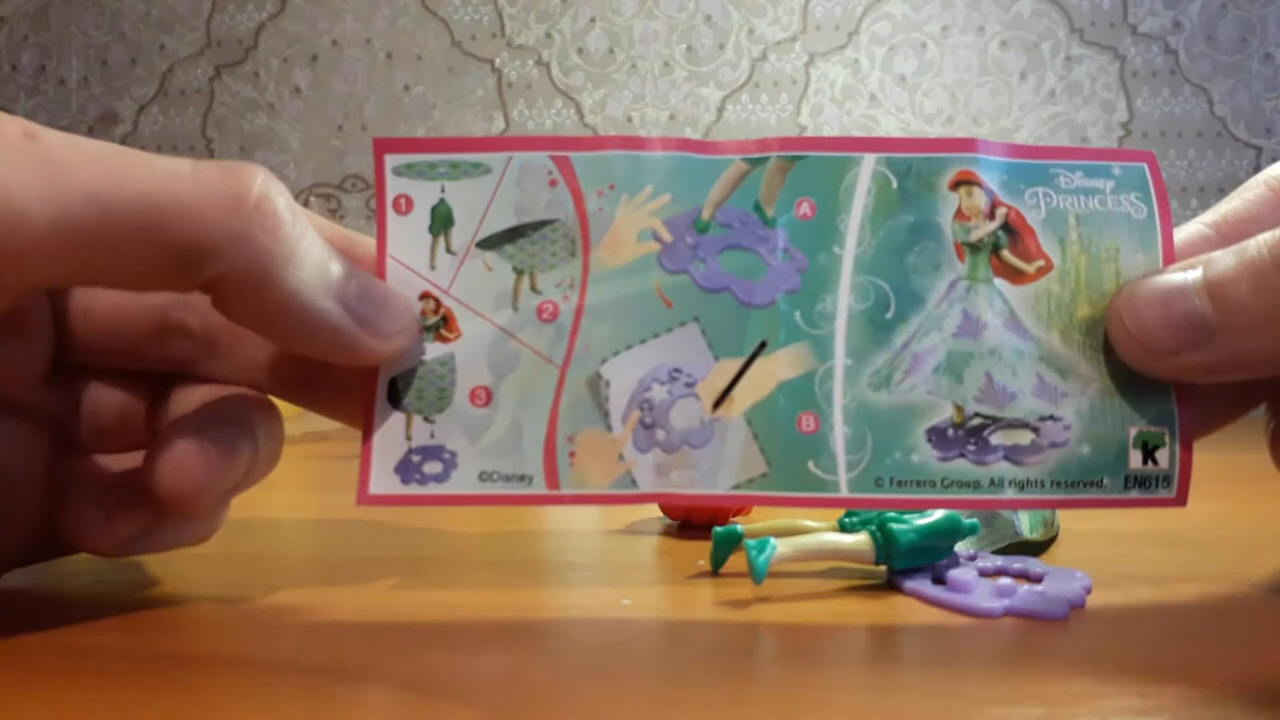 1
2
3
©Disney
A
B
Disney
PRINCESS
K
© Ferrero Group. All rights reserved.
EN615